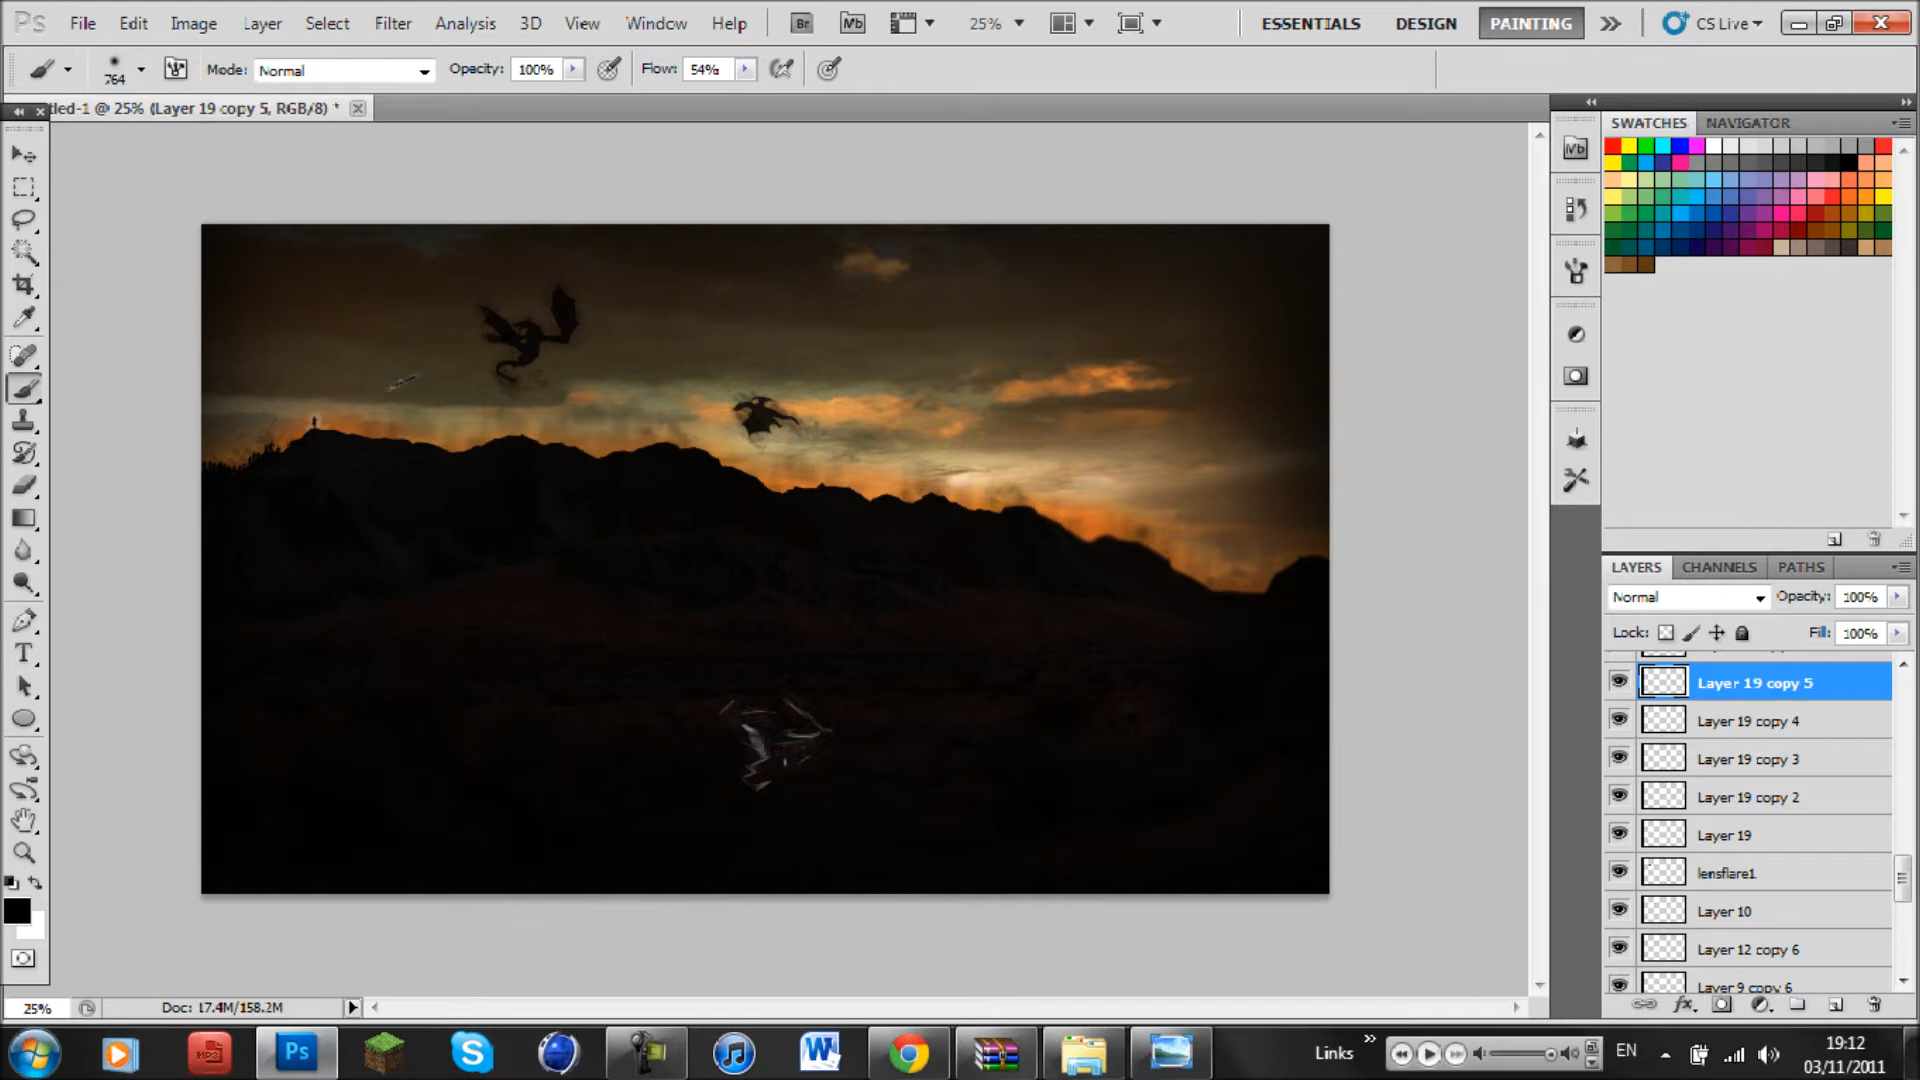 Ps File Edit Image Layer Select Filter Analysis 3D View Window Help Br Mb 25% ESSENTIALS DESIGN PAINTING CS Live
764 Mode: Normal Opacity: 100% Flow: 54%
tled-1 @ 25% (Layer 19 copy 5, RGB/8) *
SWATCHES NAVIGATOR
Mb
LAYERS CHANNELS PATHS
Normal Opacity: 100%
Lock: Fill: 100%
Layer 19 copy 5
Layer 19 copy 4
Layer 19 copy 3
Layer 19 copy 2
Layer 19
lensflare1
Layer 10
Layer 12 copy 6
Layer 9 copy 6
T
25% Doc: 17.4M/158.2M
fx
MP3 Ps S W Links EN 19:12
03/11/2011